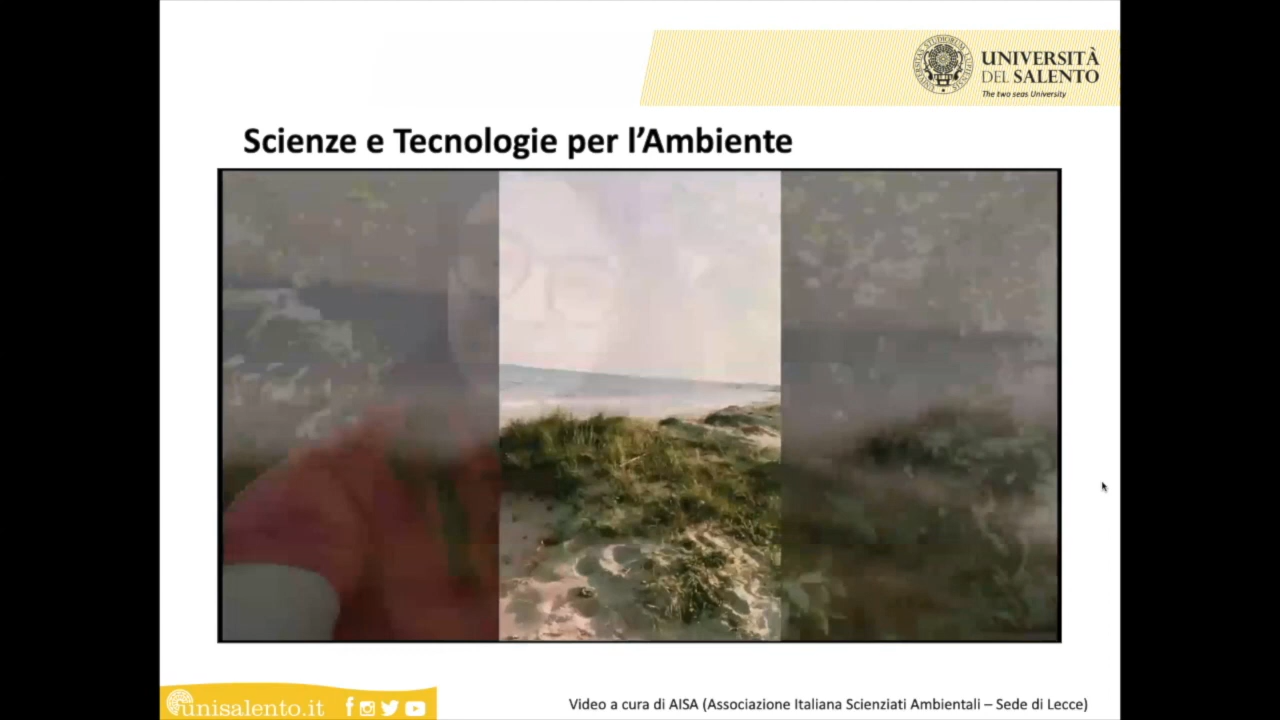 UNIVERSITÀ
DEL SALENTO
The two seas University
Scienze e Tecnologie per l'Ambiente
unisalento.it
Video a cura di AISA (Associazione Italiana Scienziati Ambientali – Sede di Lecce)